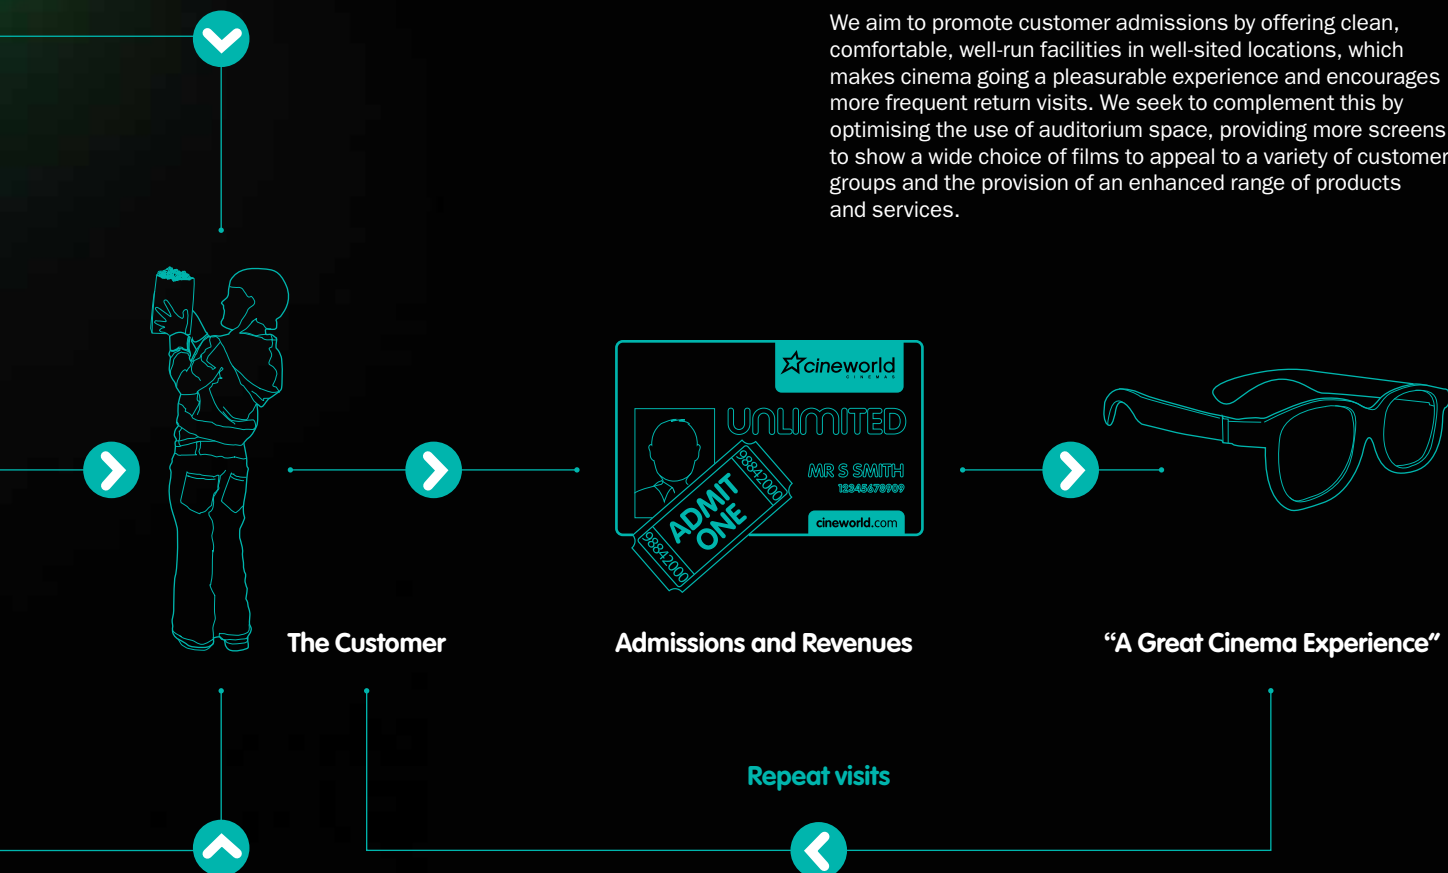 We aim to promote customer admissions by offering clean,
comfortable, well-run facilities in well-sited locations, which
makes cinema going a pleasurable experience and encourages
more frequent return visits. We seek to complement this by
optimising the use of auditorium space, providing more screens
to show a wide choice of films to appeal to a variety of customer
groups and the provision of an enhanced range of products
and services.
cineworld
CINEMAS
UNLIMITED
MR S SMITH
12345678909
cineworld.com
98842000
ADMIT
ONE
98842000
The Customer
Admissions and Revenues
“A Great Cinema Experience”
Repeat visits